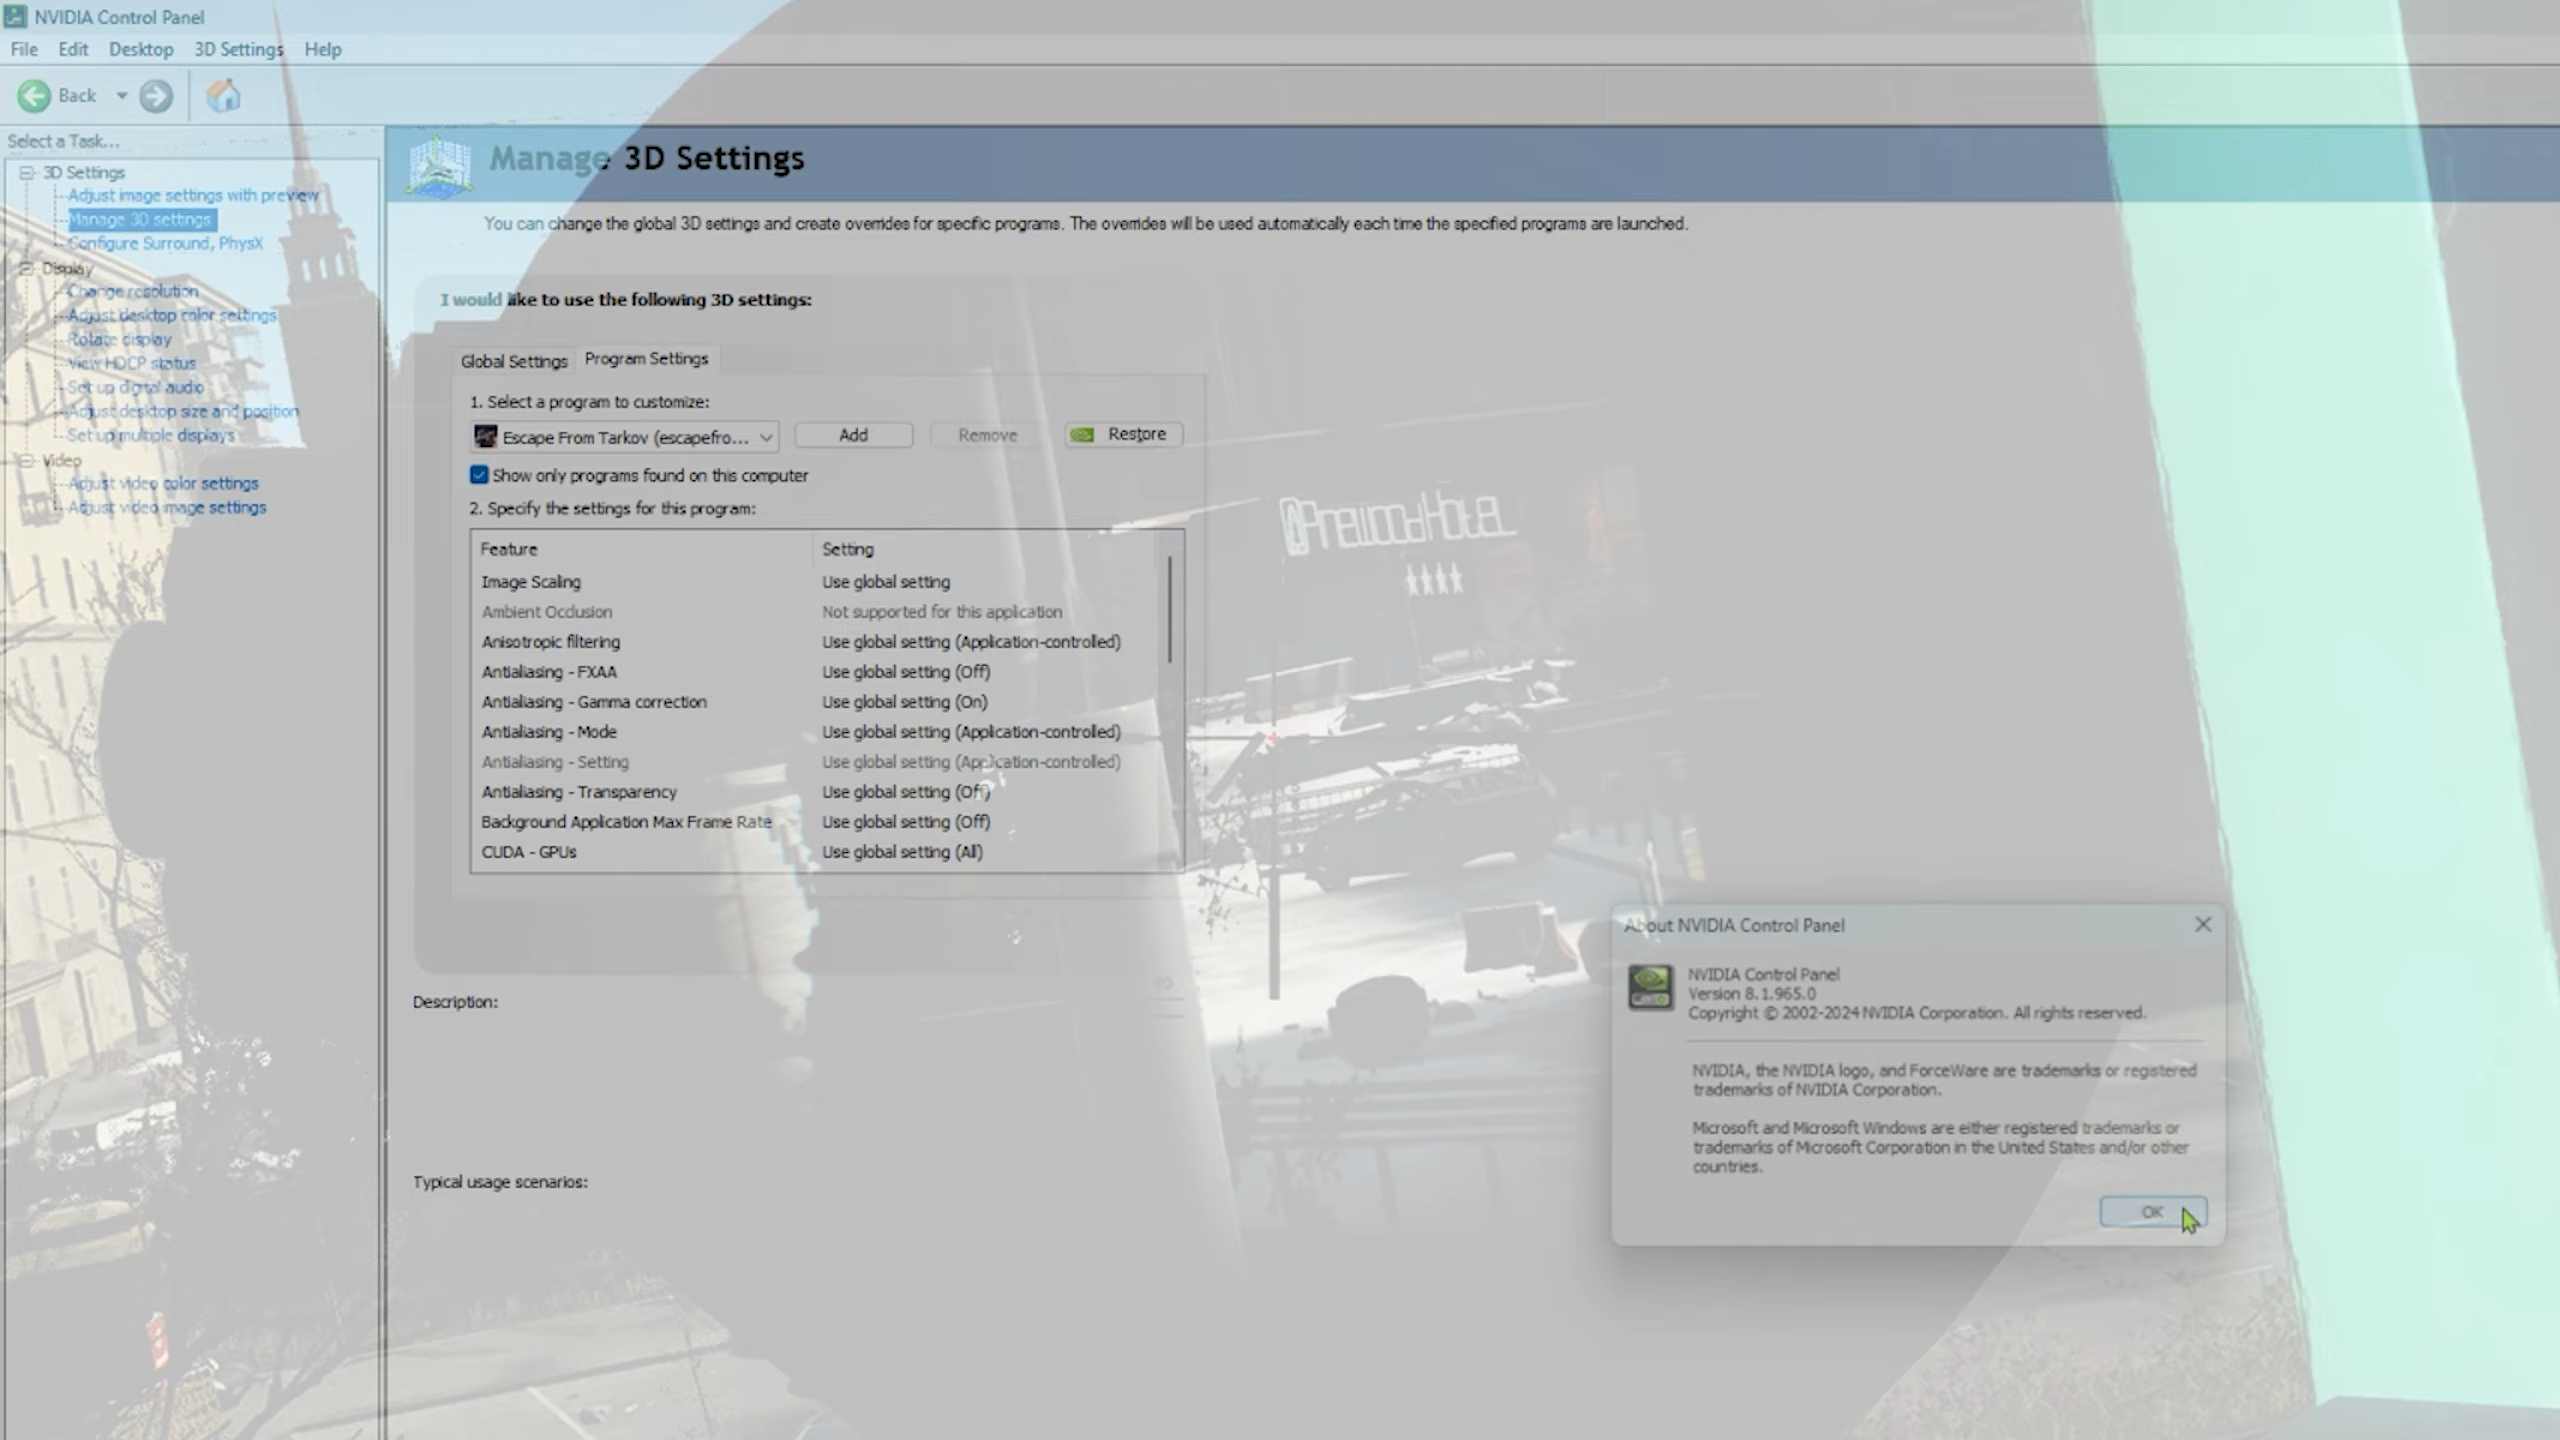 NVIDIA Control Panel
File Edit Desktop 3D Settings Help
Back
Select a Task...
3D Settings
Adjust image settings with preview
Manage 3D settings
Configure Surround, PhysX
Display
Change resolution
Adjust desktop color settings
Rotate display
View HDCP status
Set up digital audio
Adjust desktop size and position
Set up multiple displays
Video
Adjust video color settings
Adjust video image settings
Manage 3D Settings
You can change the global 3D settings and create overrides for specific programs. The overrides will be used automatically each time the specified programs are launched.
I would like to use the following 3D settings:
Global Settings Program Settings
1. Select a program to customize:
Escape From Tarkov (escapefro... Add Remove Restore
Show only programs found on this computer
2. Specify the settings for this program:
Feature Setting
Image Scaling Use global setting
Ambient Occlusion Not supported for this application
Anisotropic filtering Use global setting (Application-controlled)
Antialiasing - FXAA Use global setting (Off)
Antialiasing - Gamma correction Use global setting (On)
Antialiasing - Mode Use global setting (Application-controlled)
Antialiasing - Setting Use global setting (Application-controlled)
Antialiasing - Transparency Use global setting (Off)
Background Application Max Frame Rate Use global setting (Off)
CUDA - GPUs Use global setting (All)
Description:
Typical usage scenarios:
PinewoodHotel
About NVIDIA Control Panel
NVIDIA Control Panel
Version 8.1.965.0
Copyright © 2002-2024 NVIDIA Corporation. All rights reserved.
NVIDIA, the NVIDIA logo, and ForceWare are trademarks or registered
trademarks of NVIDIA Corporation.
Microsoft and Microsoft Windows are either registered trademarks or
trademarks of Microsoft Corporation in the United States and/or other
countries.
OK